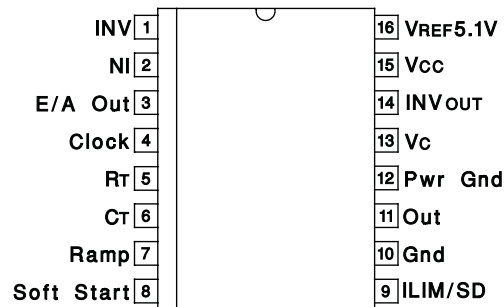 INV 1 16 VREF5.1V
NI 2 15 VCC
E/A Out 3 14 INVOUT
Clock 4 13 VC
RT 5 12 Pwr Gnd
CT 6 11 Out
Ramp 7 10 Gnd
Soft Start 8 9 ILIM/SD